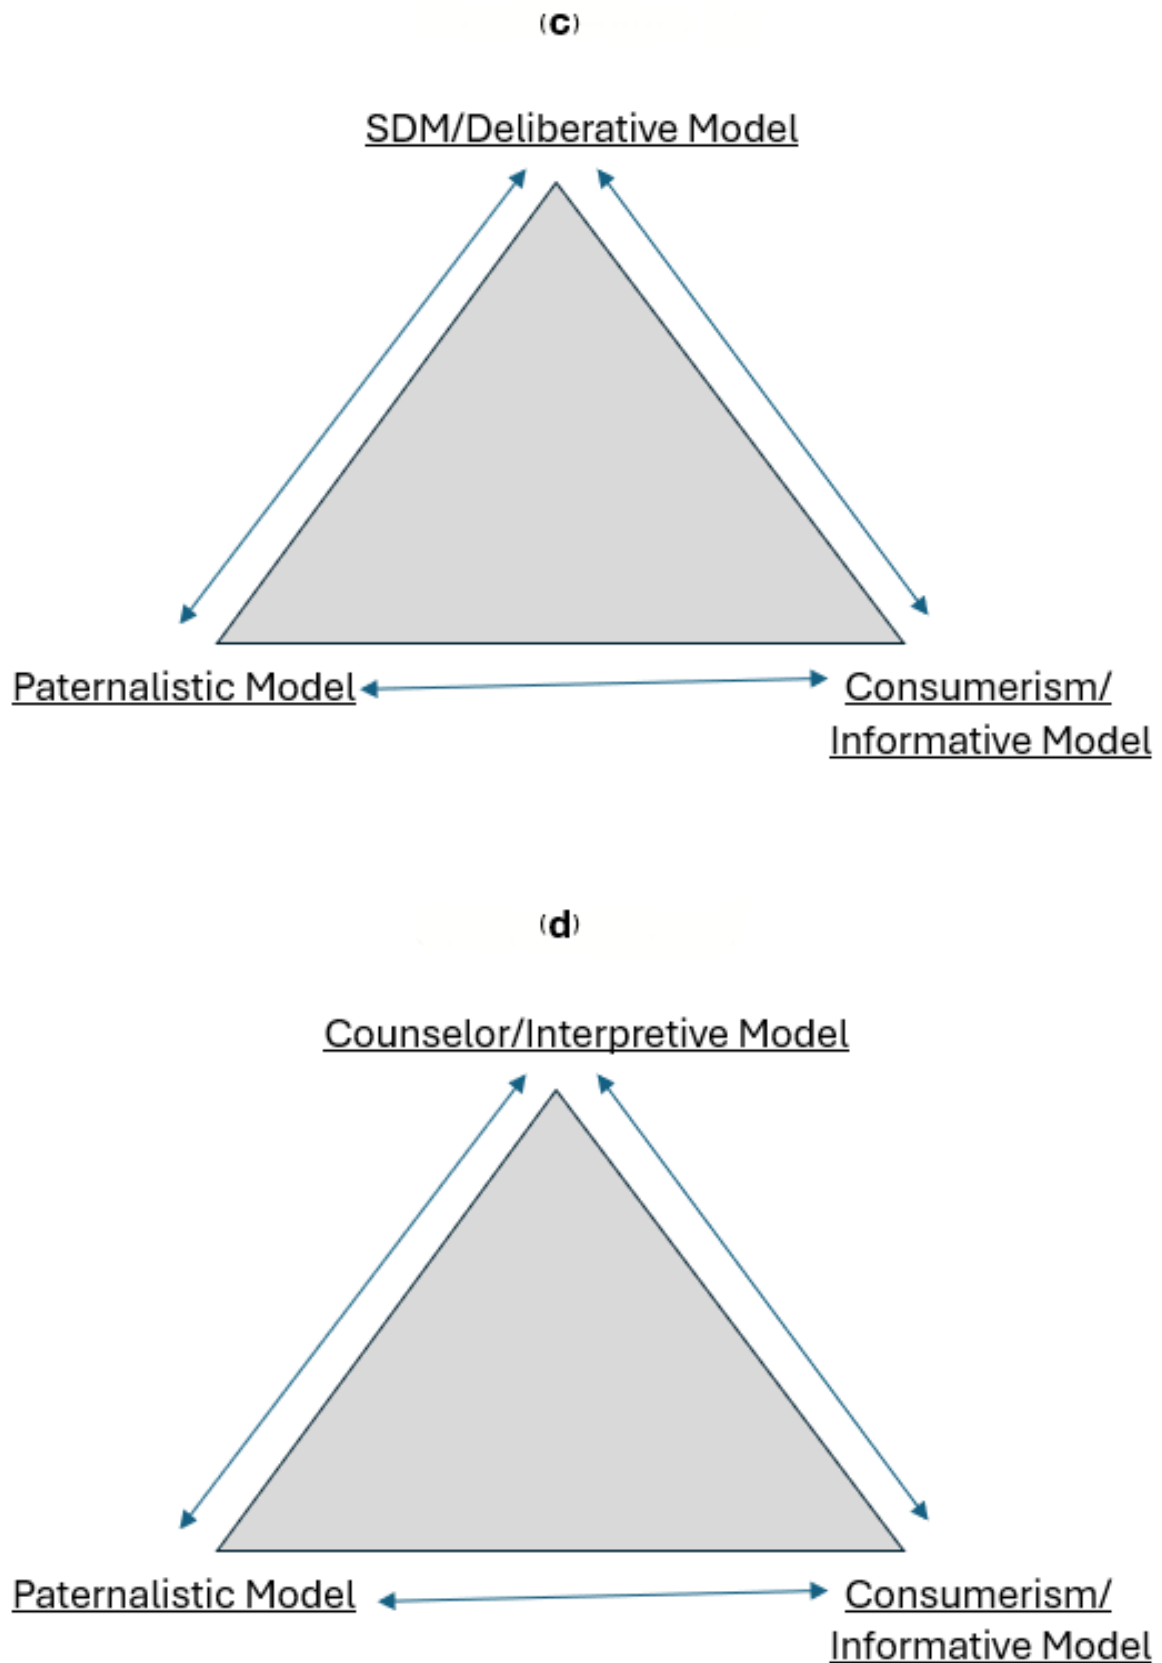 (c)
SDM/Deliberative Model
Paternalistic Model
Consumerism/
Informative Model
(d)
Counselor/Interpretive Model
Paternalistic Model
Consumerism/
Informative Model